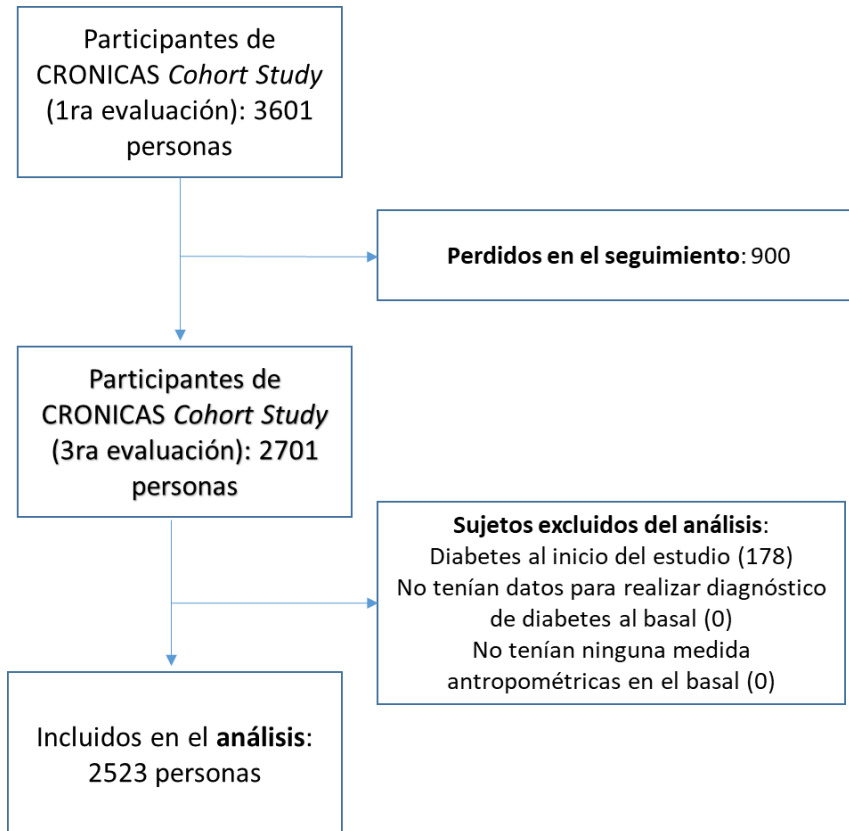 Participantes de
CRONICAS Cohort Study
(1ra evaluación): 3601
personas
Perdidos en el seguimiento: 900
Participantes de
CRONICAS Cohort Study
(3ra evaluación): 2701
personas
Sujetos excluidos del análisis:
Diabetes al inicio del estudio (178)
No tenían datos para realizar diagnóstico
de diabetes al basal (0)
No tenían ninguna medida
antropométricas en el basal (0)
Incluidos en el análisis:
2523 personas